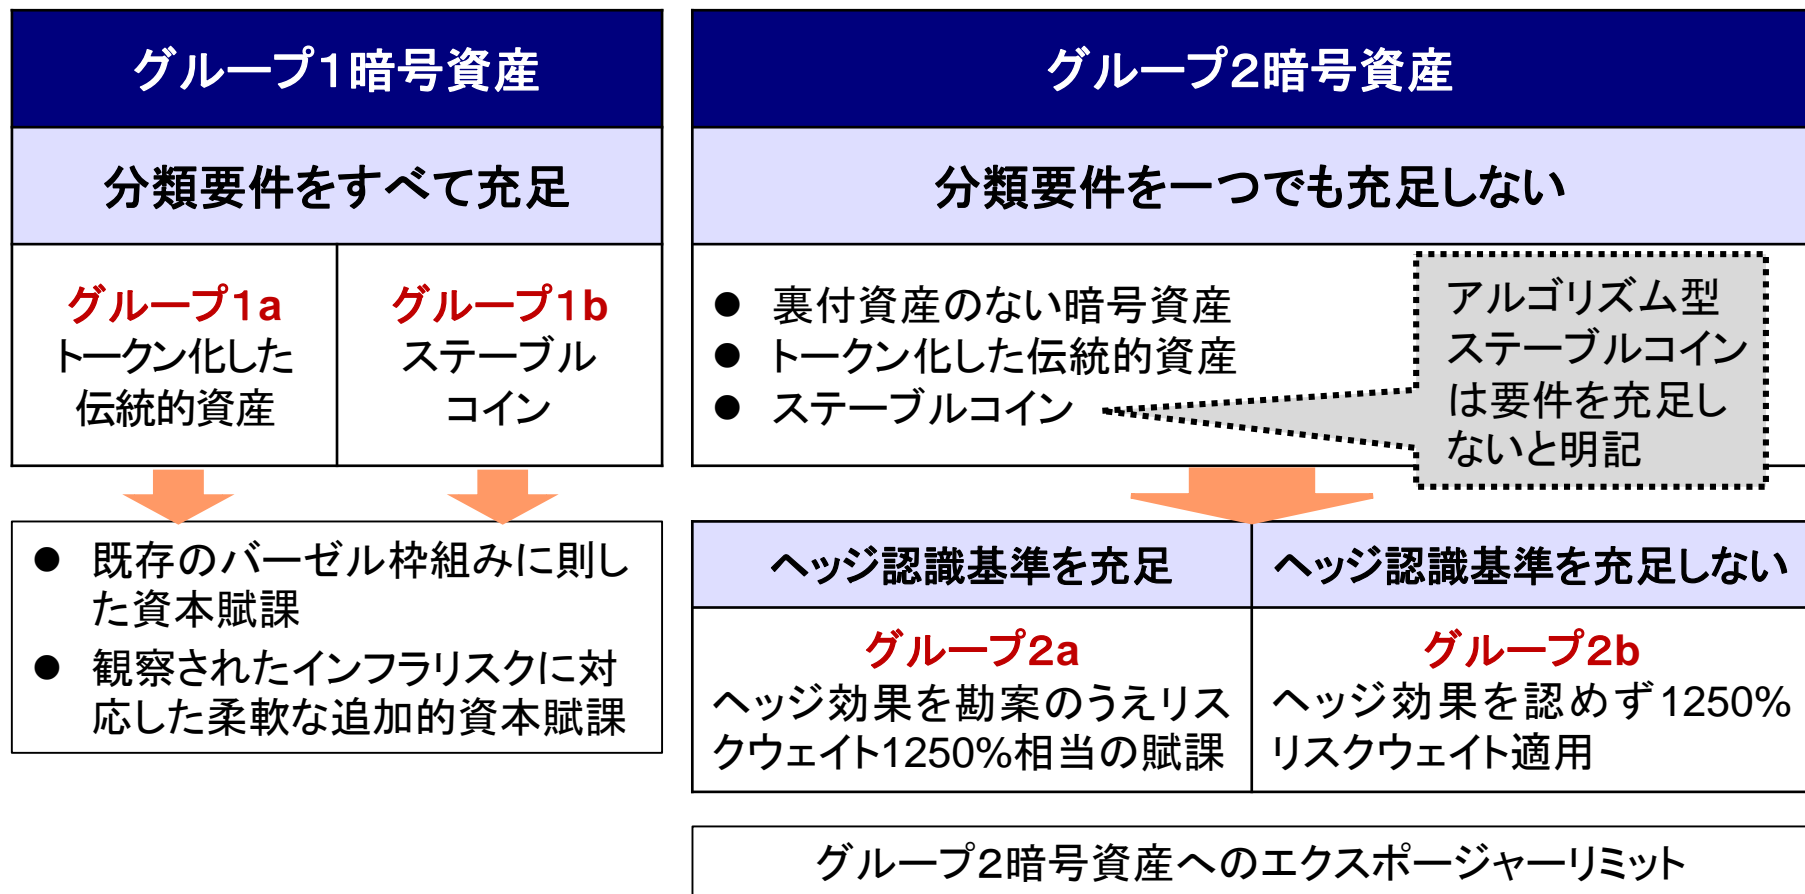 グループ1暗号資産
分類要件をすべて充足
グループ1a
トークン化した
伝統的資産
グループ1b
ステーブル
コイン
● 既存のバーゼル枠組みに則し
た資本賦課
● 観察されたインフラリスクに対
応した柔軟な追加的資本賦課
グループ2暗号資産
分類要件を一つでも充足しない
● 裏付資産のない暗号資産
● トークン化した伝統的資産
● ステーブルコイン
アルゴリズム型
ステーブルコイン
は要件を充足し
ないと明記
ヘッジ認識基準を充足
グループ2a
ヘッジ効果を勘案のうえリス
クウェイト1250%相当の賦課
ヘッジ認識基準を充足しない
グループ2b
ヘッジ効果を認めず1250%
リスクウェイト適用
グループ2暗号資産へのエクスポージャーリミット